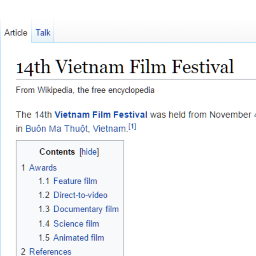 Article Talk
14th Vietnam Film Festival
From Wikipedia, the free encyclopedia
The 14th Vietnam Film Festival was held from November
in Buôn Ma Thuột, Vietnam.[1]
Contents [hide]
1 Awards
1.1 Feature film
1.2 Direct-to-video
1.3 Documentary film
1.4 Science film
1.5 Animated film
2 References